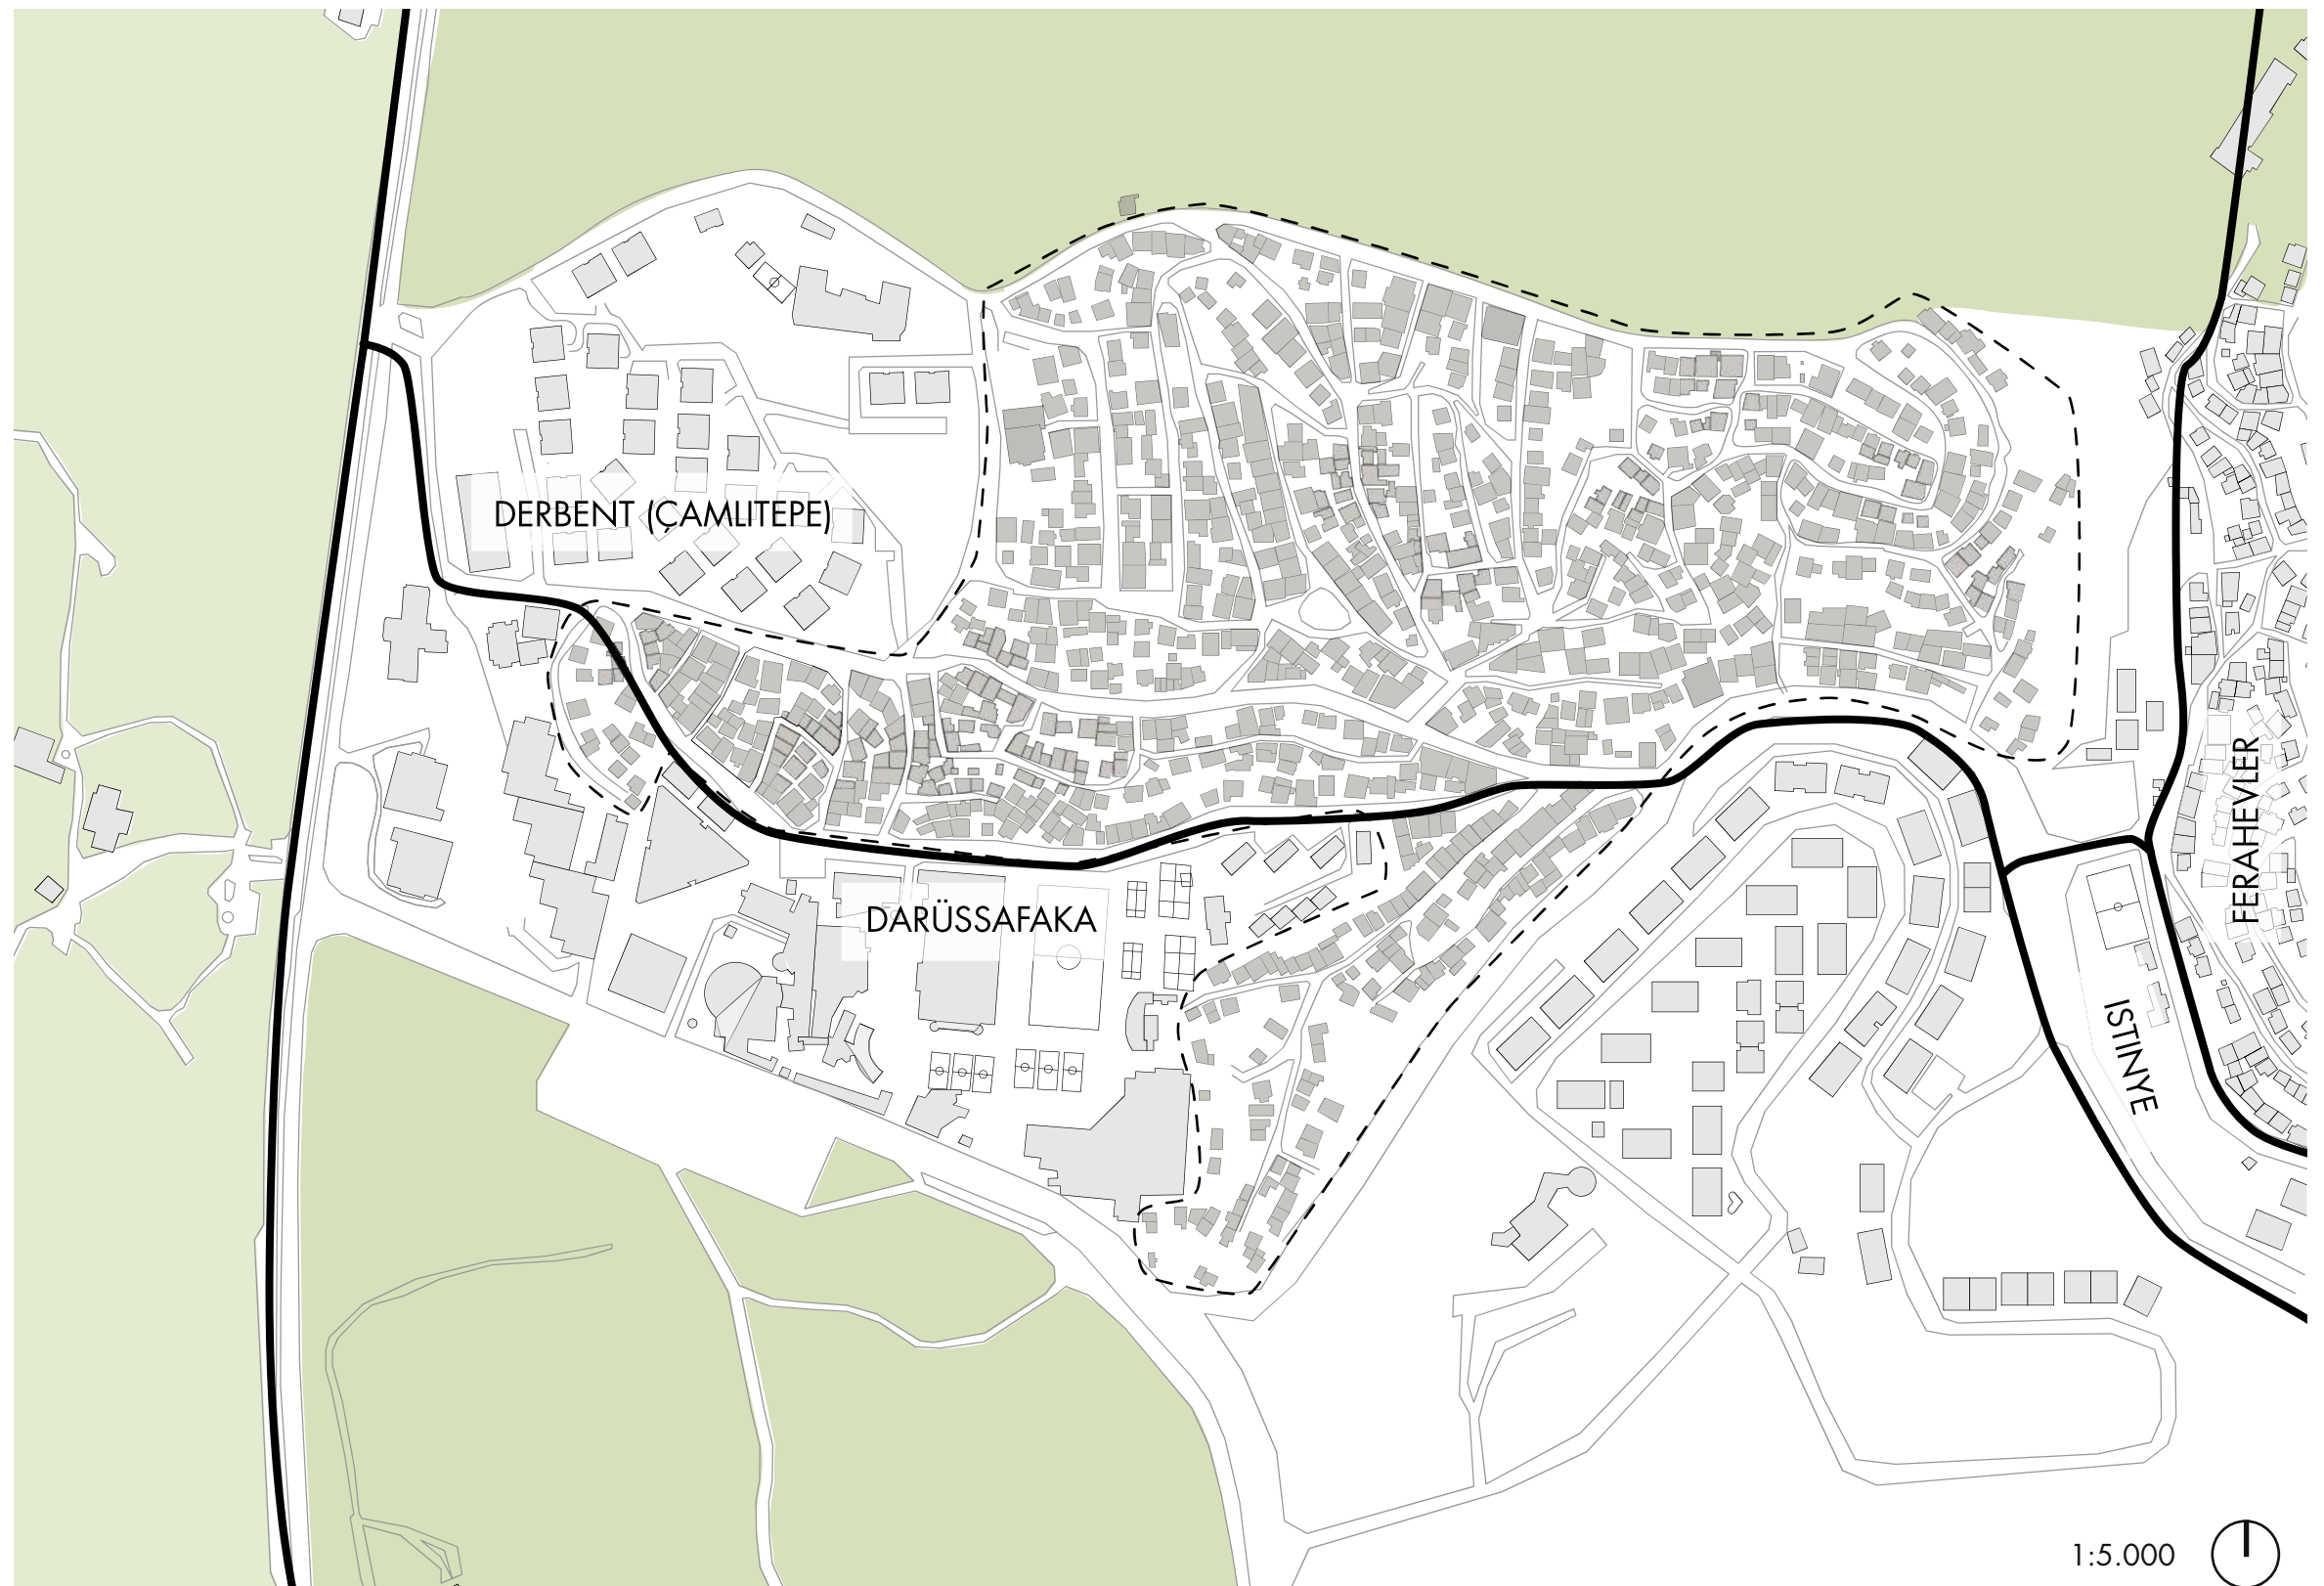 DERBENT (ÇAMLITEPE)
DARÜSSAFAKA
FERAHEVLER
ISTINYE
1:5.000